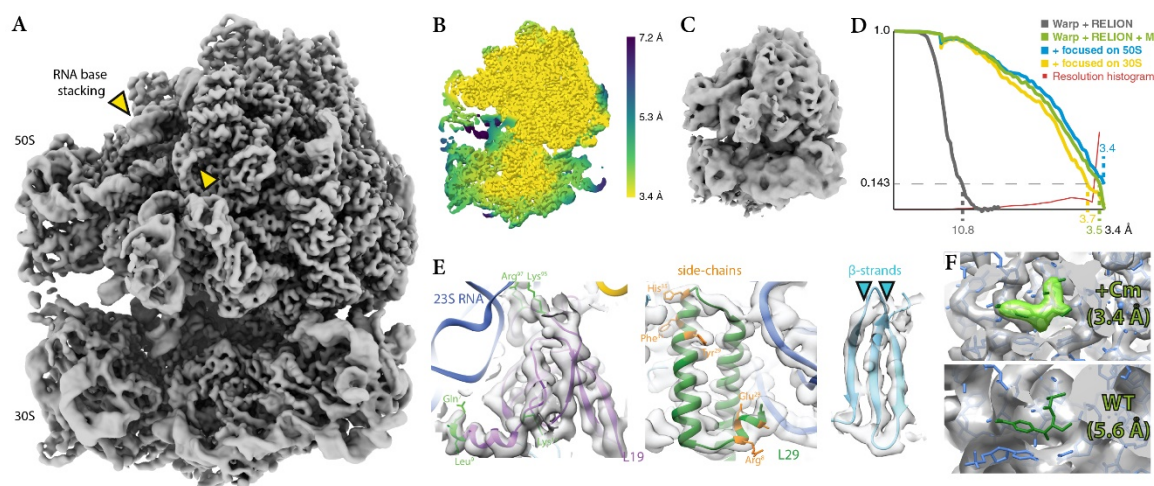 A
RNA base
stacking
50S
30S
B
7.2 Å
5.3 Å
3.4 Å
C
D
Warp + RELION
Warp + RELION + M
+ focused on 50S
+ focused on 30S
Resolution histogram
1.0
0.143
3.4
3.7
10.8
3.5
3.4 Å
E
23S RNA
Leu³
L19
side-chains
L29
β-strands
F
+Cm
(3.4 Å)
WT
(5.6 Å)